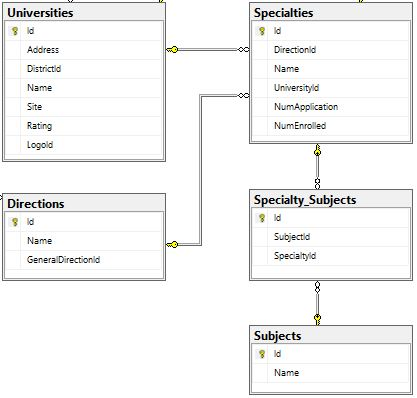 Universities
Id
Address
DistrictId
Name
Site
Rating
LogoId
Specialties
Id
DirectionId
Name
UniversityId
NumApplication
NumEnrolled
Directions
Id
Name
GeneralDirectionId
Specialty_Subjects
Id
SubjectId
SpecialtyId
Subjects
Id
Name